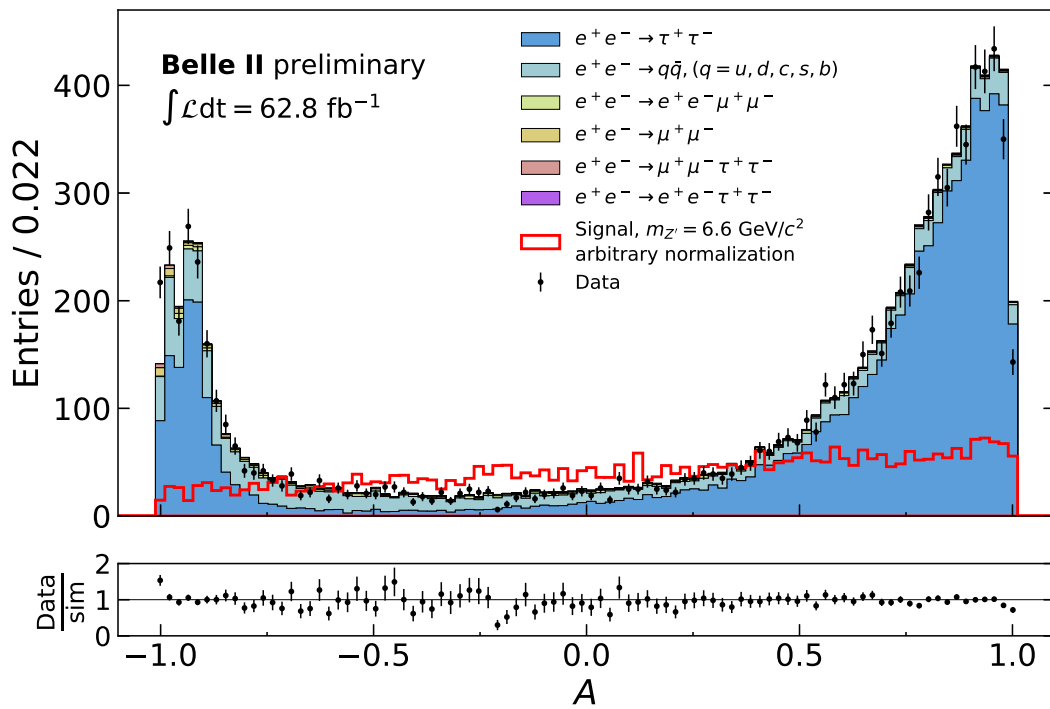 Belle II preliminary
∫ℒdt = 62.8 fb⁻¹
e⁺e⁻→τ⁺τ⁻
e⁺e⁻→qq̄, (q = u, d, c, s, b)
e⁺e⁻→e⁺e⁻μ⁺μ⁻
e⁺e⁻→μ⁺μ⁻
e⁺e⁻→μ⁺μ⁻τ⁺τ⁻
e⁺e⁻→e⁺e⁻τ⁺τ⁻
Signal, m_Z′ = 6.6 GeV/c²
arbitrary normalization
Data
Entries / 0.022
400
300
200
100
0
Data
sim
2
1
0
−1.0 −0.5 0.0 0.5 1.0
A